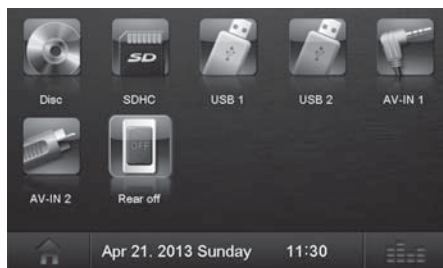 SD
Disc SDHC USB 1 USB 2 AV-IN 1
OFF
AV-IN 2 Rear off
Apr 21. 2013 Sunday 11:30